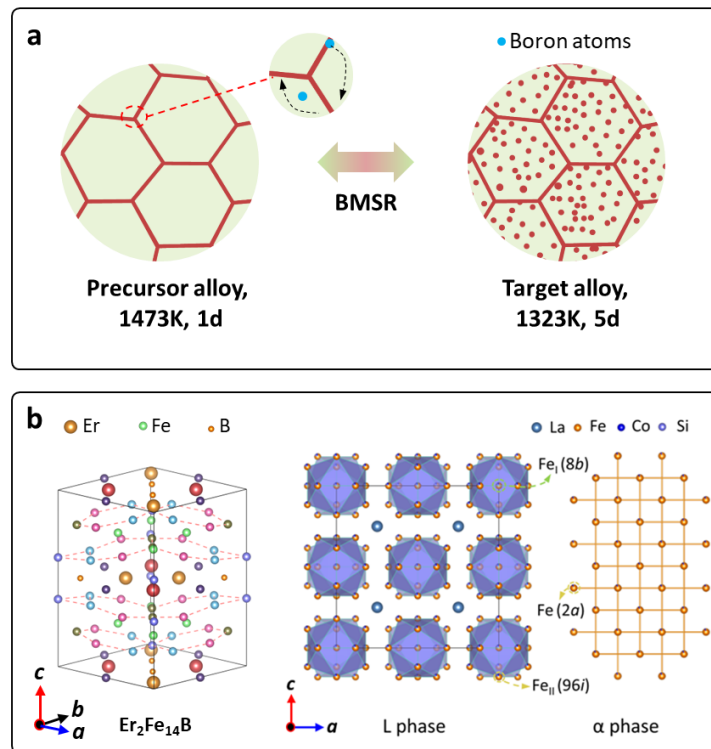 a
Boron atoms
BMSR
Precursor alloy,
1473K, 1d
Target alloy,
1323K, 5d
b
Er Fe B
La Fe Co Si
FeI (8b)
Fe (2a)
FeII (96i)
c
b
a
Er2Fe14B
c
a
L phase
α phase